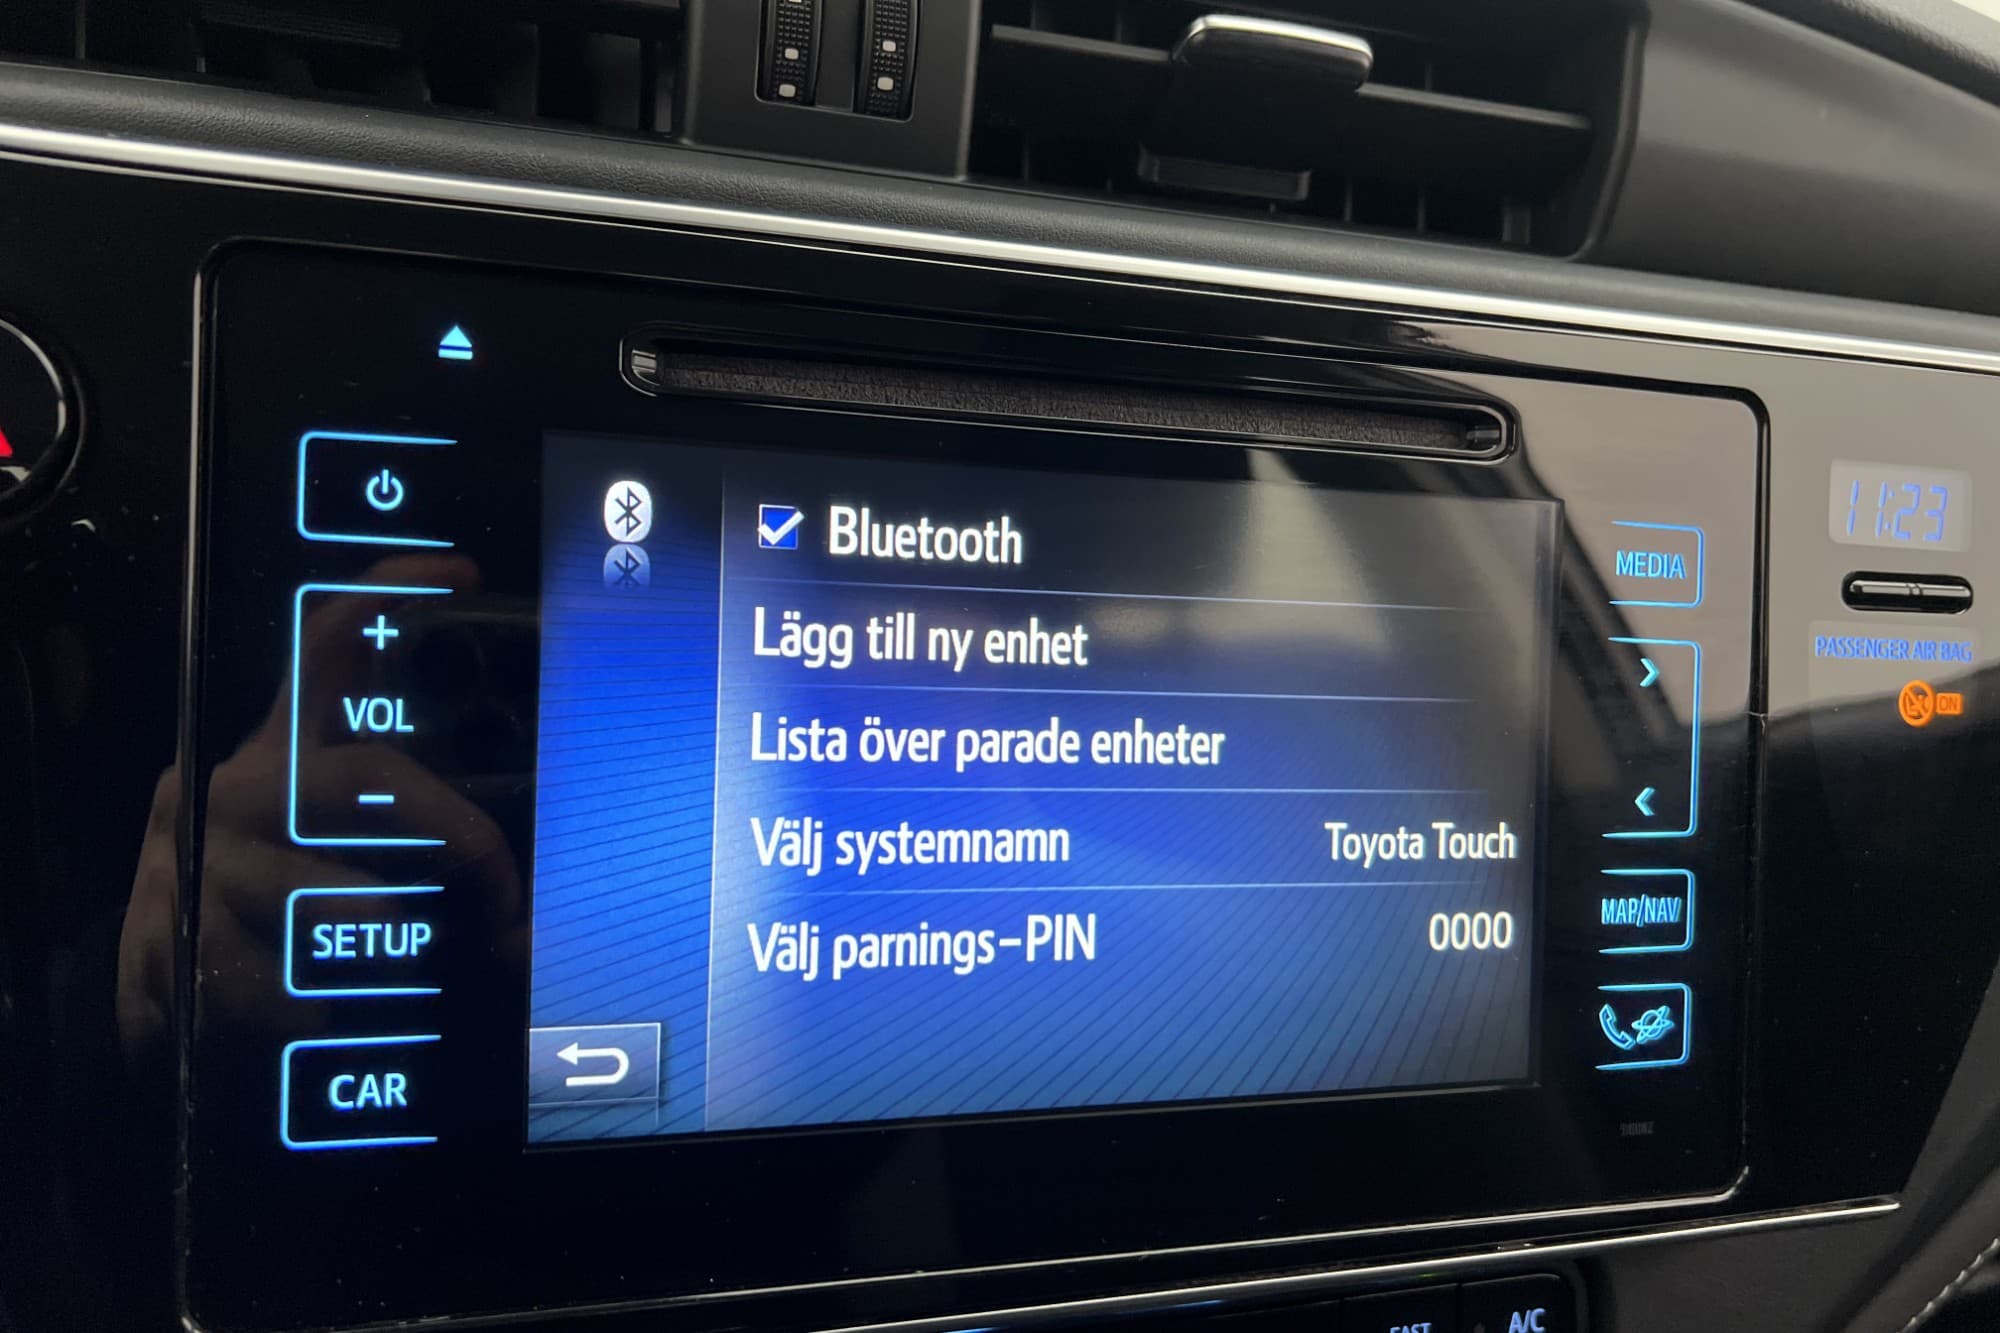 Bluetooth
Lägg till ny enhet
Lista över parade enheter
Välj systemnamn Toyota Touch
Välj parnings-PIN 0000
VOL
SETUP
CAR
MEDIA
MAP/NAV
11:23
PASSENGER AIR BAG
ON
FAST
A/C